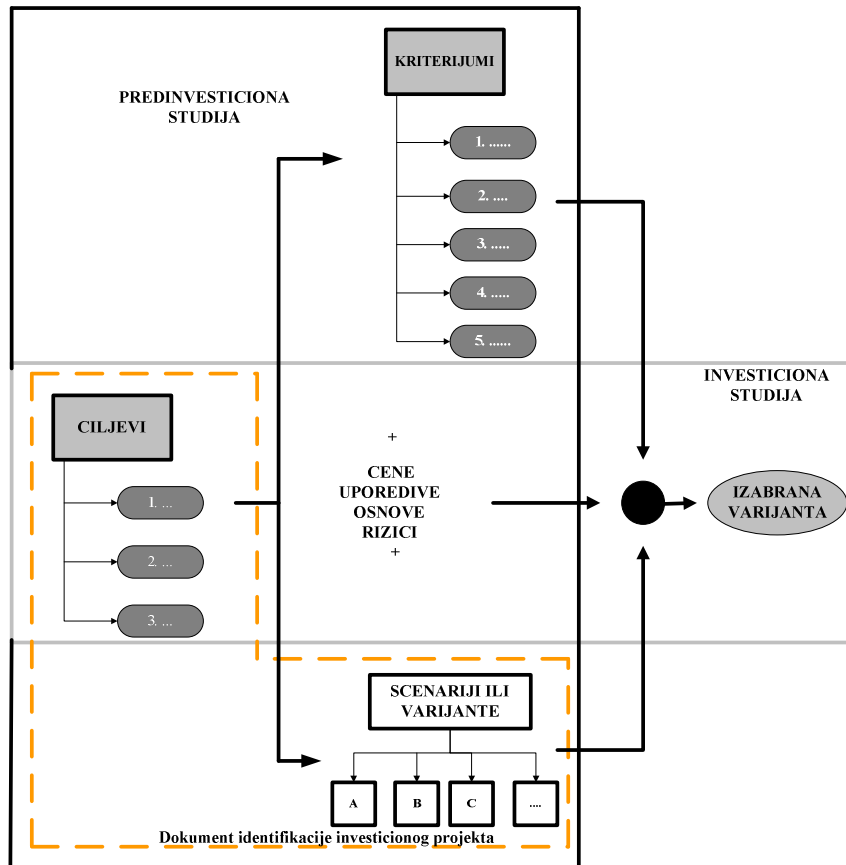 KRITERIJUMI
PREDINVESTICIONA
STUDIJA
1. ......
2. ....
3. .....
4. .....
5. ......
INVESTICIONA
STUDIJA
CILJEVI
1. ...
2. ...
3. ...
+
CENE
UPOREDIVE
OSNOVE
RIZICI
+
IZABRANA
VARIJANTA
SCENARIJI ILI
VARIJANTE
A
B
C
....
Dokument identifikacije investicionog projekta